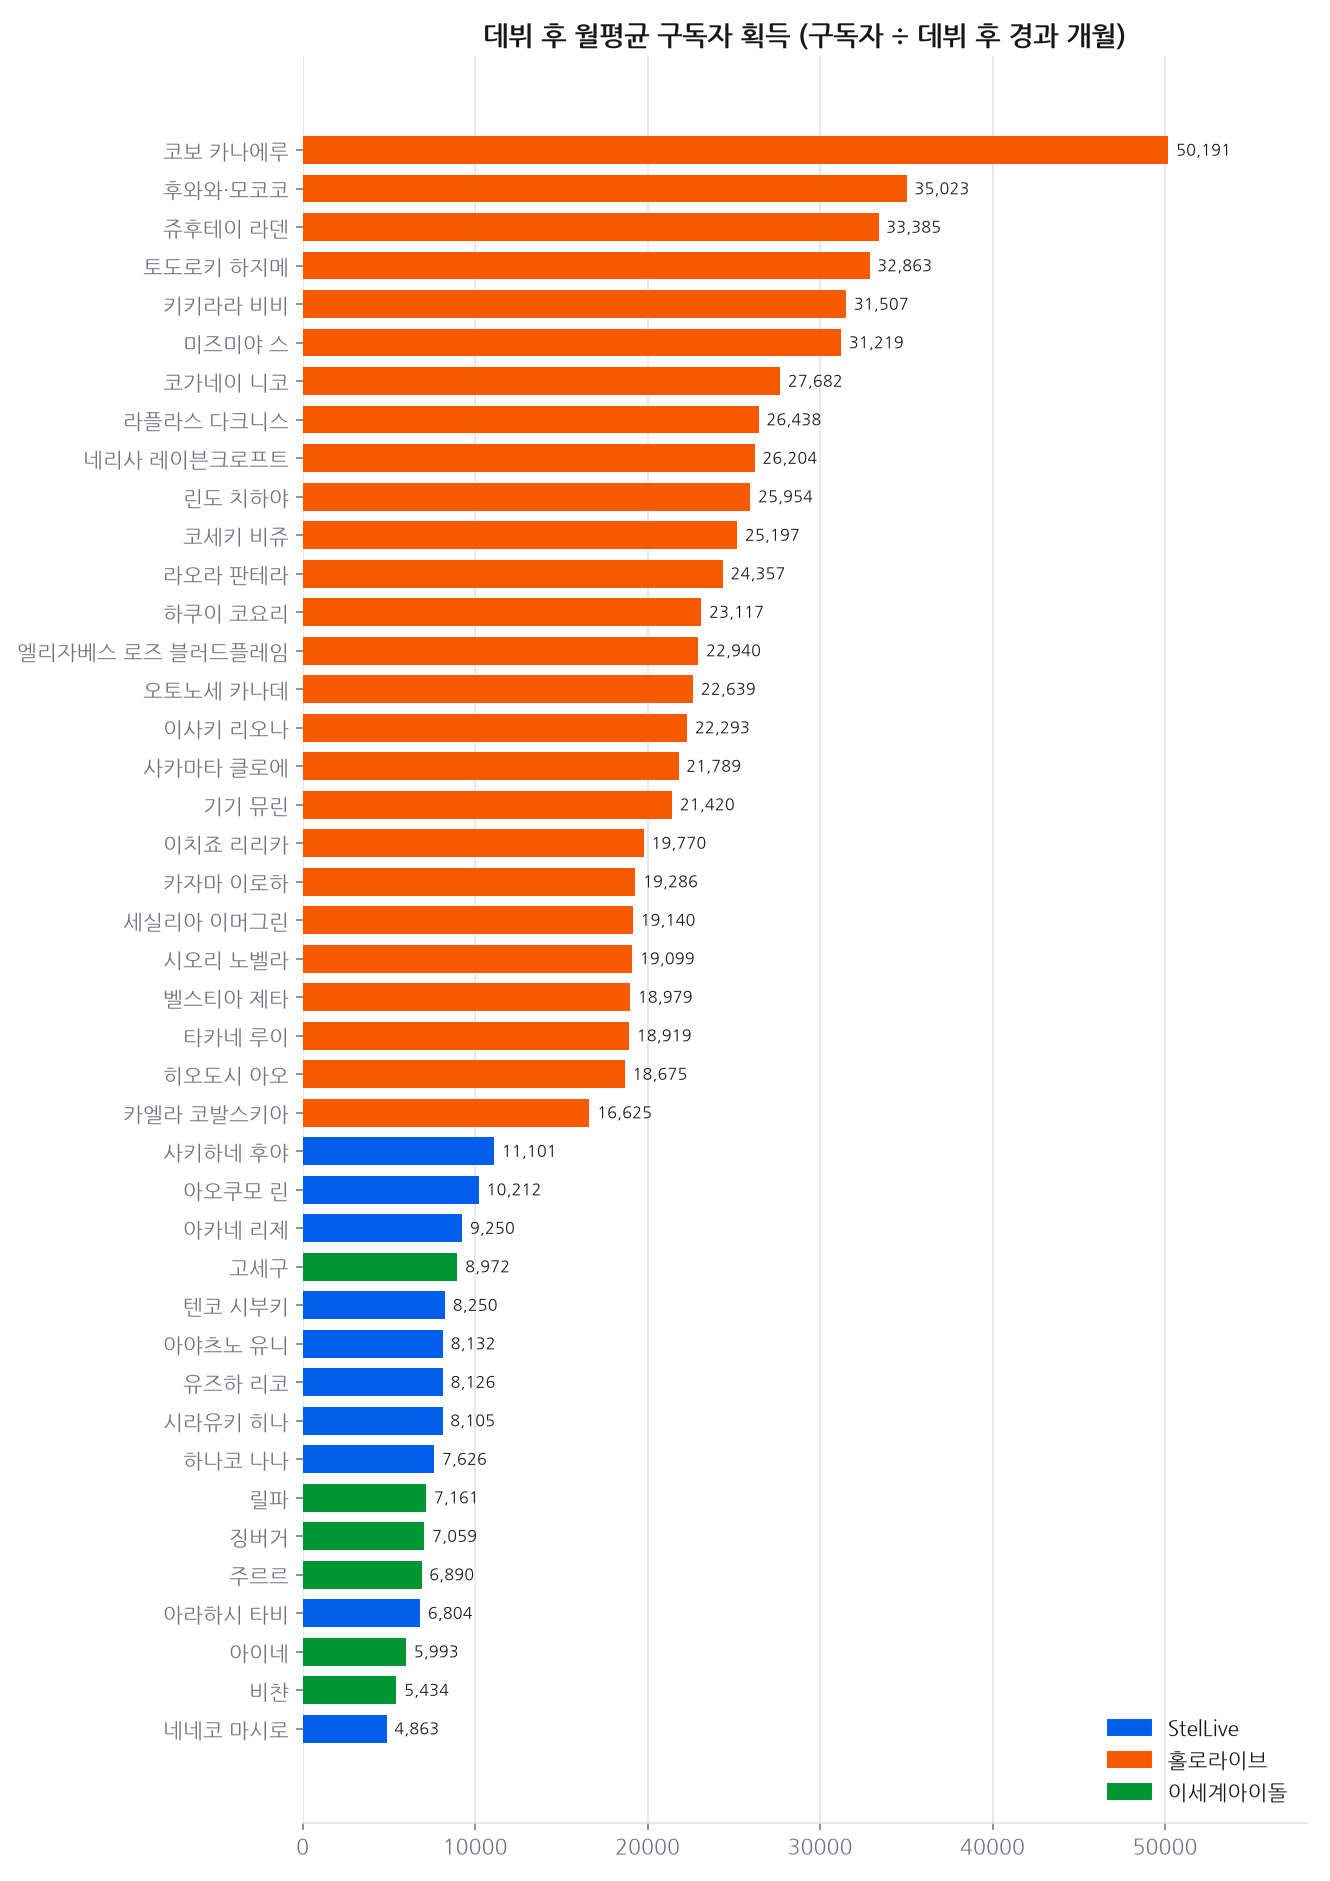 데뷔 후 월평균 구독자 획득 (구독자 ÷ 데뷔 후 경과 개월)
코보 카나에루 50,191
후와와·모코코 35,023
쥬후테이 라덴 33,385
토도로키 하지메 32,863
키키라라 비비 31,507
미즈미야 스 31,219
코가네이 니코 27,682
라플라스 다크니스 26,438
네리사 레이븐크로프트 26,204
린도 치하야 25,954
코세키 비쥬 25,197
라오라 판테라 24,357
하쿠이 코요리 23,117
엘리자베스 로즈 블러드플레임 22,940
오토노세 카나데 22,639
이사키 리오나 22,293
사카마타 클로에 21,789
기기 뮤린 21,420
이치죠 리리카 19,770
카자마 이로하 19,286
세실리아 이머그린 19,140
시오리 노벨라 19,099
벨스티아 제타 18,979
타카네 루이 18,919
히오도시 아오 18,675
카엘라 코발스키아 16,625
사키하네 후야 11,101
아오쿠모 린 10,212
아카네 리제 9,250
고세구 8,972
텐코 시부키 8,250
아야츠노 유니 8,132
유즈하 리코 8,126
시라유키 히나 8,105
하나코 나나 7,626
릴파 7,161
징버거 7,059
주르르 6,890
아라하시 타비 6,804
아이네 5,993
비챤 5,434
네네코 마시로 4,863
StelLive
홀로라이브
이세계아이돌
0 10000 20000 30000 40000 50000